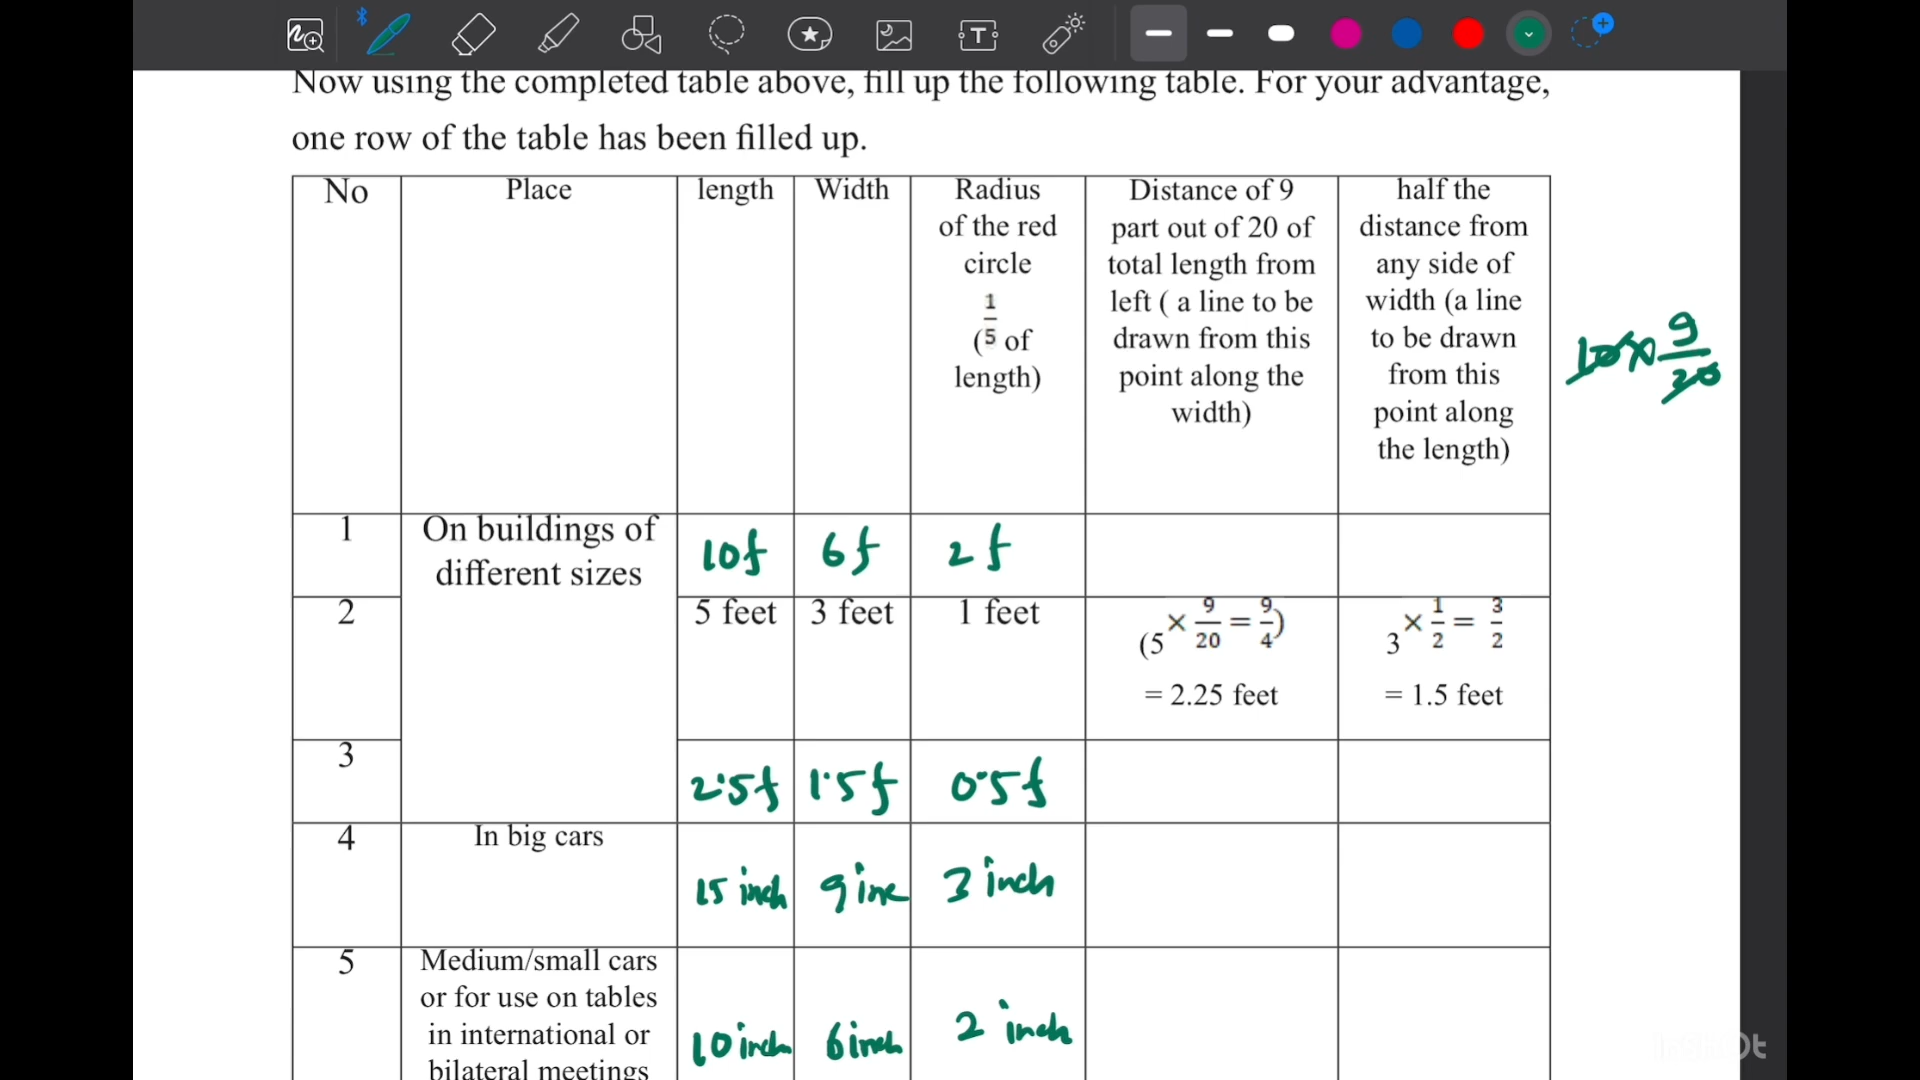 Now using the completed table above, fill up the following table. For your advantage,
one row of the table has been filled up.
No Place length Width Radius of the red circle (1/5 of length) Distance of 9 part out of 20 of total length from left ( a line to be drawn from this point along the width) half the distance from any side of width (a line to be drawn from this point along the length)
10 × 9/20
1 On buildings of different sizes 10f 6f 2f
2 5 feet 3 feet 1 feet (5 × 9/20 = 9/4) = 2.25 feet 3 × 1/2 = 3/2 = 1.5 feet
3 2.5f 1.5f 0.5f
4 In big cars 15 inch 9 inc 3 inch
5 Medium/small cars or for use on tables in international or bilateral meetings 10 inch 6 inch 2 inch